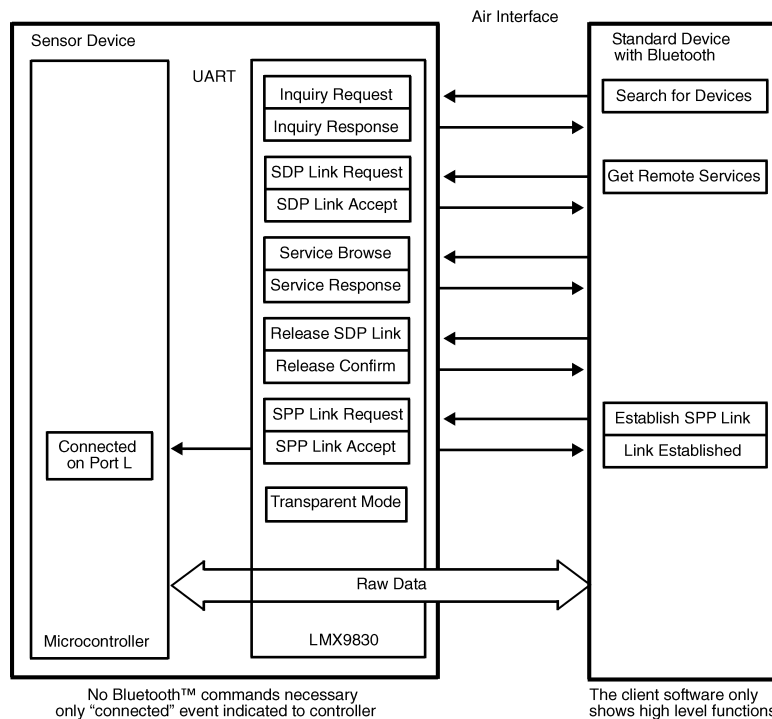 Air Interface
Sensor Device
Standard Device
with Bluetooth
UART
Inquiry Request
Search for Devices
Inquiry Response
SDP Link Request
Get Remote Services
SDP Link Accept
Service Browse
Service Response
Release SDP Link
Release Confirm
SPP Link Request
Establish SPP Link
Connected
on Port L
SPP Link Accept
Link Established
Transparent Mode
Raw Data
Microcontroller
LMX9830
No Bluetooth™ commands necessary
only “connected” event indicated to controller
The client software only
shows high level functions